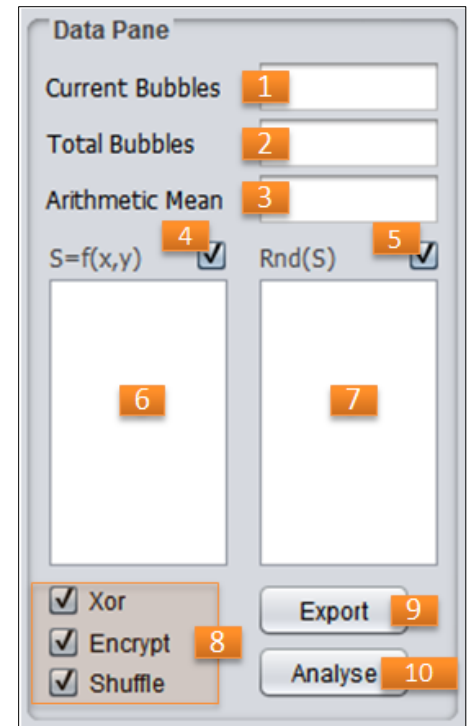 Data Pane
Current Bubbles 1
Total Bubbles 2
Arithmetic Mean 3
4 5
S=f(x,y) Rnd(S)
6 7
Xor
Export 9
Encrypt 8
Analyse 10
Shuffle